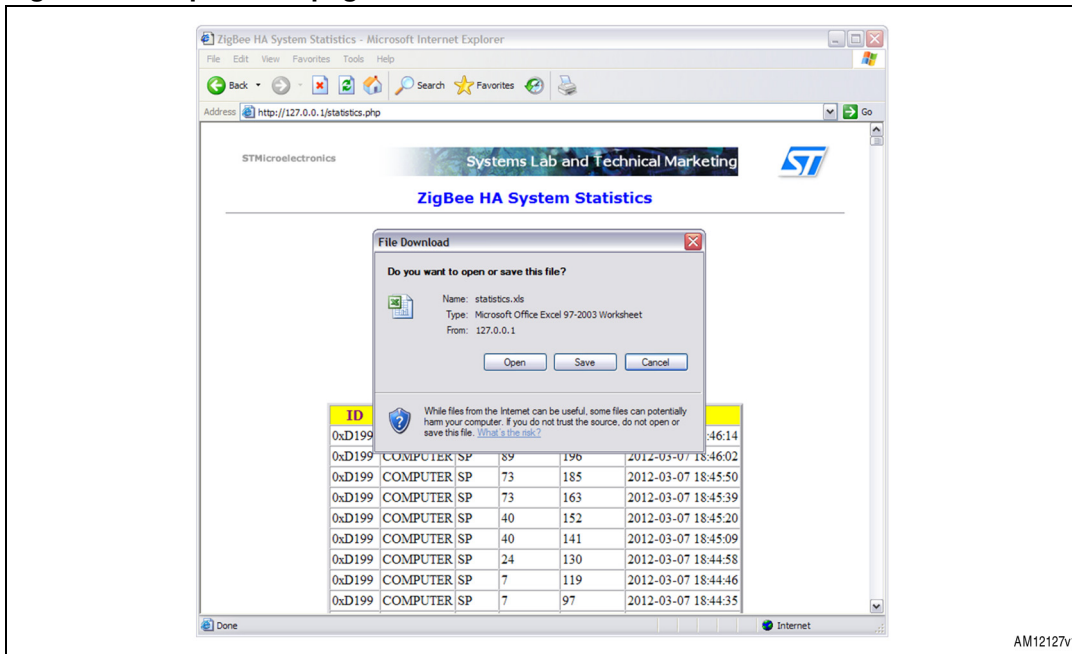 ZigBee HA System Statistics - Microsoft Internet Explorer
File Edit View Favorites Tools Help
Back Search Favorites
Address http://127.0.0.1/statistics.php Go
STMicroelectronics Systems Lab and Technical Marketing ST
ZigBee HA System Statistics
File Download
Do you want to open or save this file?
Name: statistics.xls
Type: Microsoft Office Excel 97-2003 Worksheet
From: 127.0.0.1
Open Save Cancel
While files from the Internet can be useful, some files can potentially
harm your computer. If you do not trust the source, do not open or
save this file. What's the risk?
ID
0xD199 :46:14
0xD199 COMPUTER SP 89 196 2012-03-07 18:46:02
0xD199 COMPUTER SP 73 185 2012-03-07 18:45:50
0xD199 COMPUTER SP 73 163 2012-03-07 18:45:39
0xD199 COMPUTER SP 40 152 2012-03-07 18:45:20
0xD199 COMPUTER SP 40 141 2012-03-07 18:45:09
0xD199 COMPUTER SP 24 130 2012-03-07 18:44:58
0xD199 COMPUTER SP 7 119 2012-03-07 18:44:46
0xD199 COMPUTER SP 7 97 2012-03-07 18:44:35
Done Internet
AM12127v